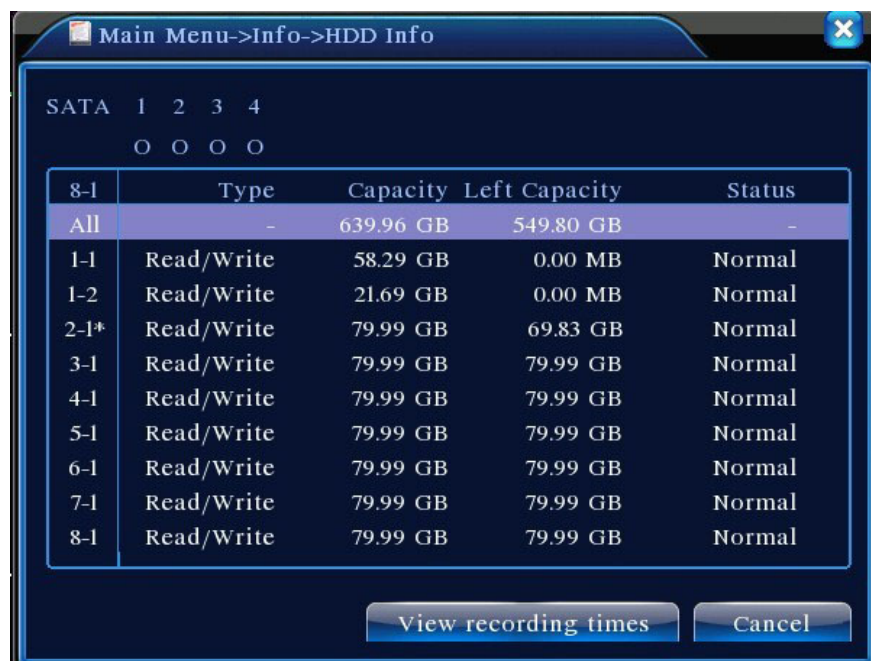 Main Menu->Info->HDD Info
SATA 1 2 3 4
O O O O
8-1 Type Capacity Left Capacity Status
All - 639.96 GB 549.80 GB -
1-1 Read/Write 58.29 GB 0.00 MB Normal
1-2 Read/Write 21.69 GB 0.00 MB Normal
2-1* Read/Write 79.99 GB 69.83 GB Normal
3-1 Read/Write 79.99 GB 79.99 GB Normal
4-1 Read/Write 79.99 GB 79.99 GB Normal
5-1 Read/Write 79.99 GB 79.99 GB Normal
6-1 Read/Write 79.99 GB 79.99 GB Normal
7-1 Read/Write 79.99 GB 79.99 GB Normal
8-1 Read/Write 79.99 GB 79.99 GB Normal
View recording times Cancel